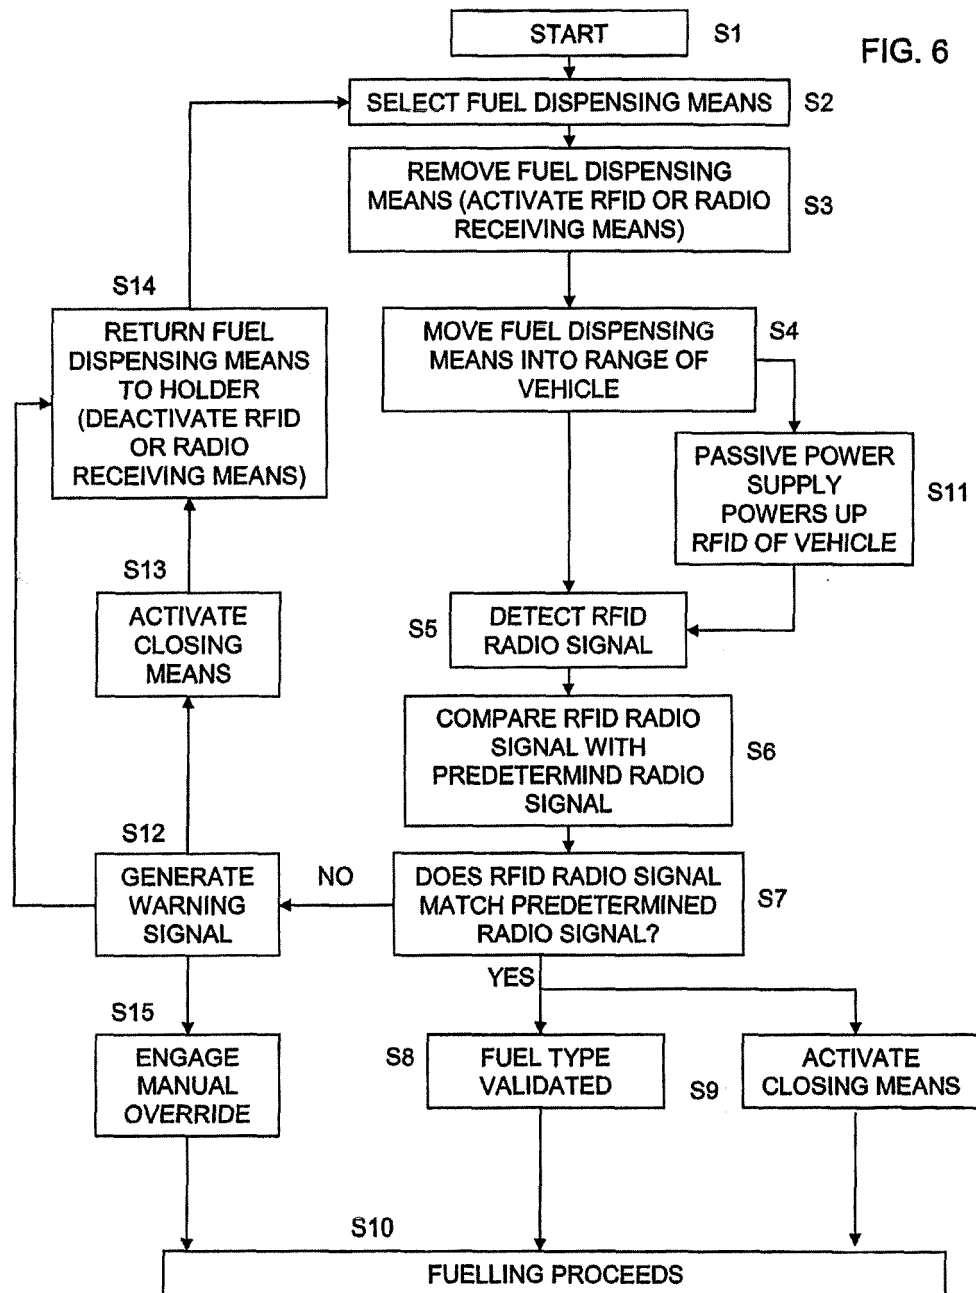 START
S1
FIG. 6
SELECT FUEL DISPENSING MEANS
S2
REMOVE FUEL DISPENSING
MEANS (ACTIVATE RFID OR RADIO
RECEIVING MEANS)
S3
S14
RETURN FUEL
DISPENSING MEANS
TO HOLDER
(DEACTIVATE RFID
OR RADIO
RECEIVING MEANS)
MOVE FUEL DISPENSING
MEANS INTO RANGE OF
VEHICLE
S4
PASSIVE POWER
SUPPLY
POWERS UP
RFID OF VEHICLE
S11
S13
ACTIVATE
CLOSING
MEANS
S5
DETECT RFID
RADIO SIGNAL
COMPARE RFID RADIO
SIGNAL WITH
PREDETERMIND RADIO
SIGNAL
S6
S12
GENERATE
WARNING
SIGNAL
NO
DOES RFID RADIO SIGNAL
MATCH PREDETERMINED
RADIO SIGNAL?
S7
YES
S15
ENGAGE
MANUAL
OVERRIDE
S8
FUEL TYPE
VALIDATED
S9
ACTIVATE
CLOSING MEANS
S10
FUELLING PROCEEDS